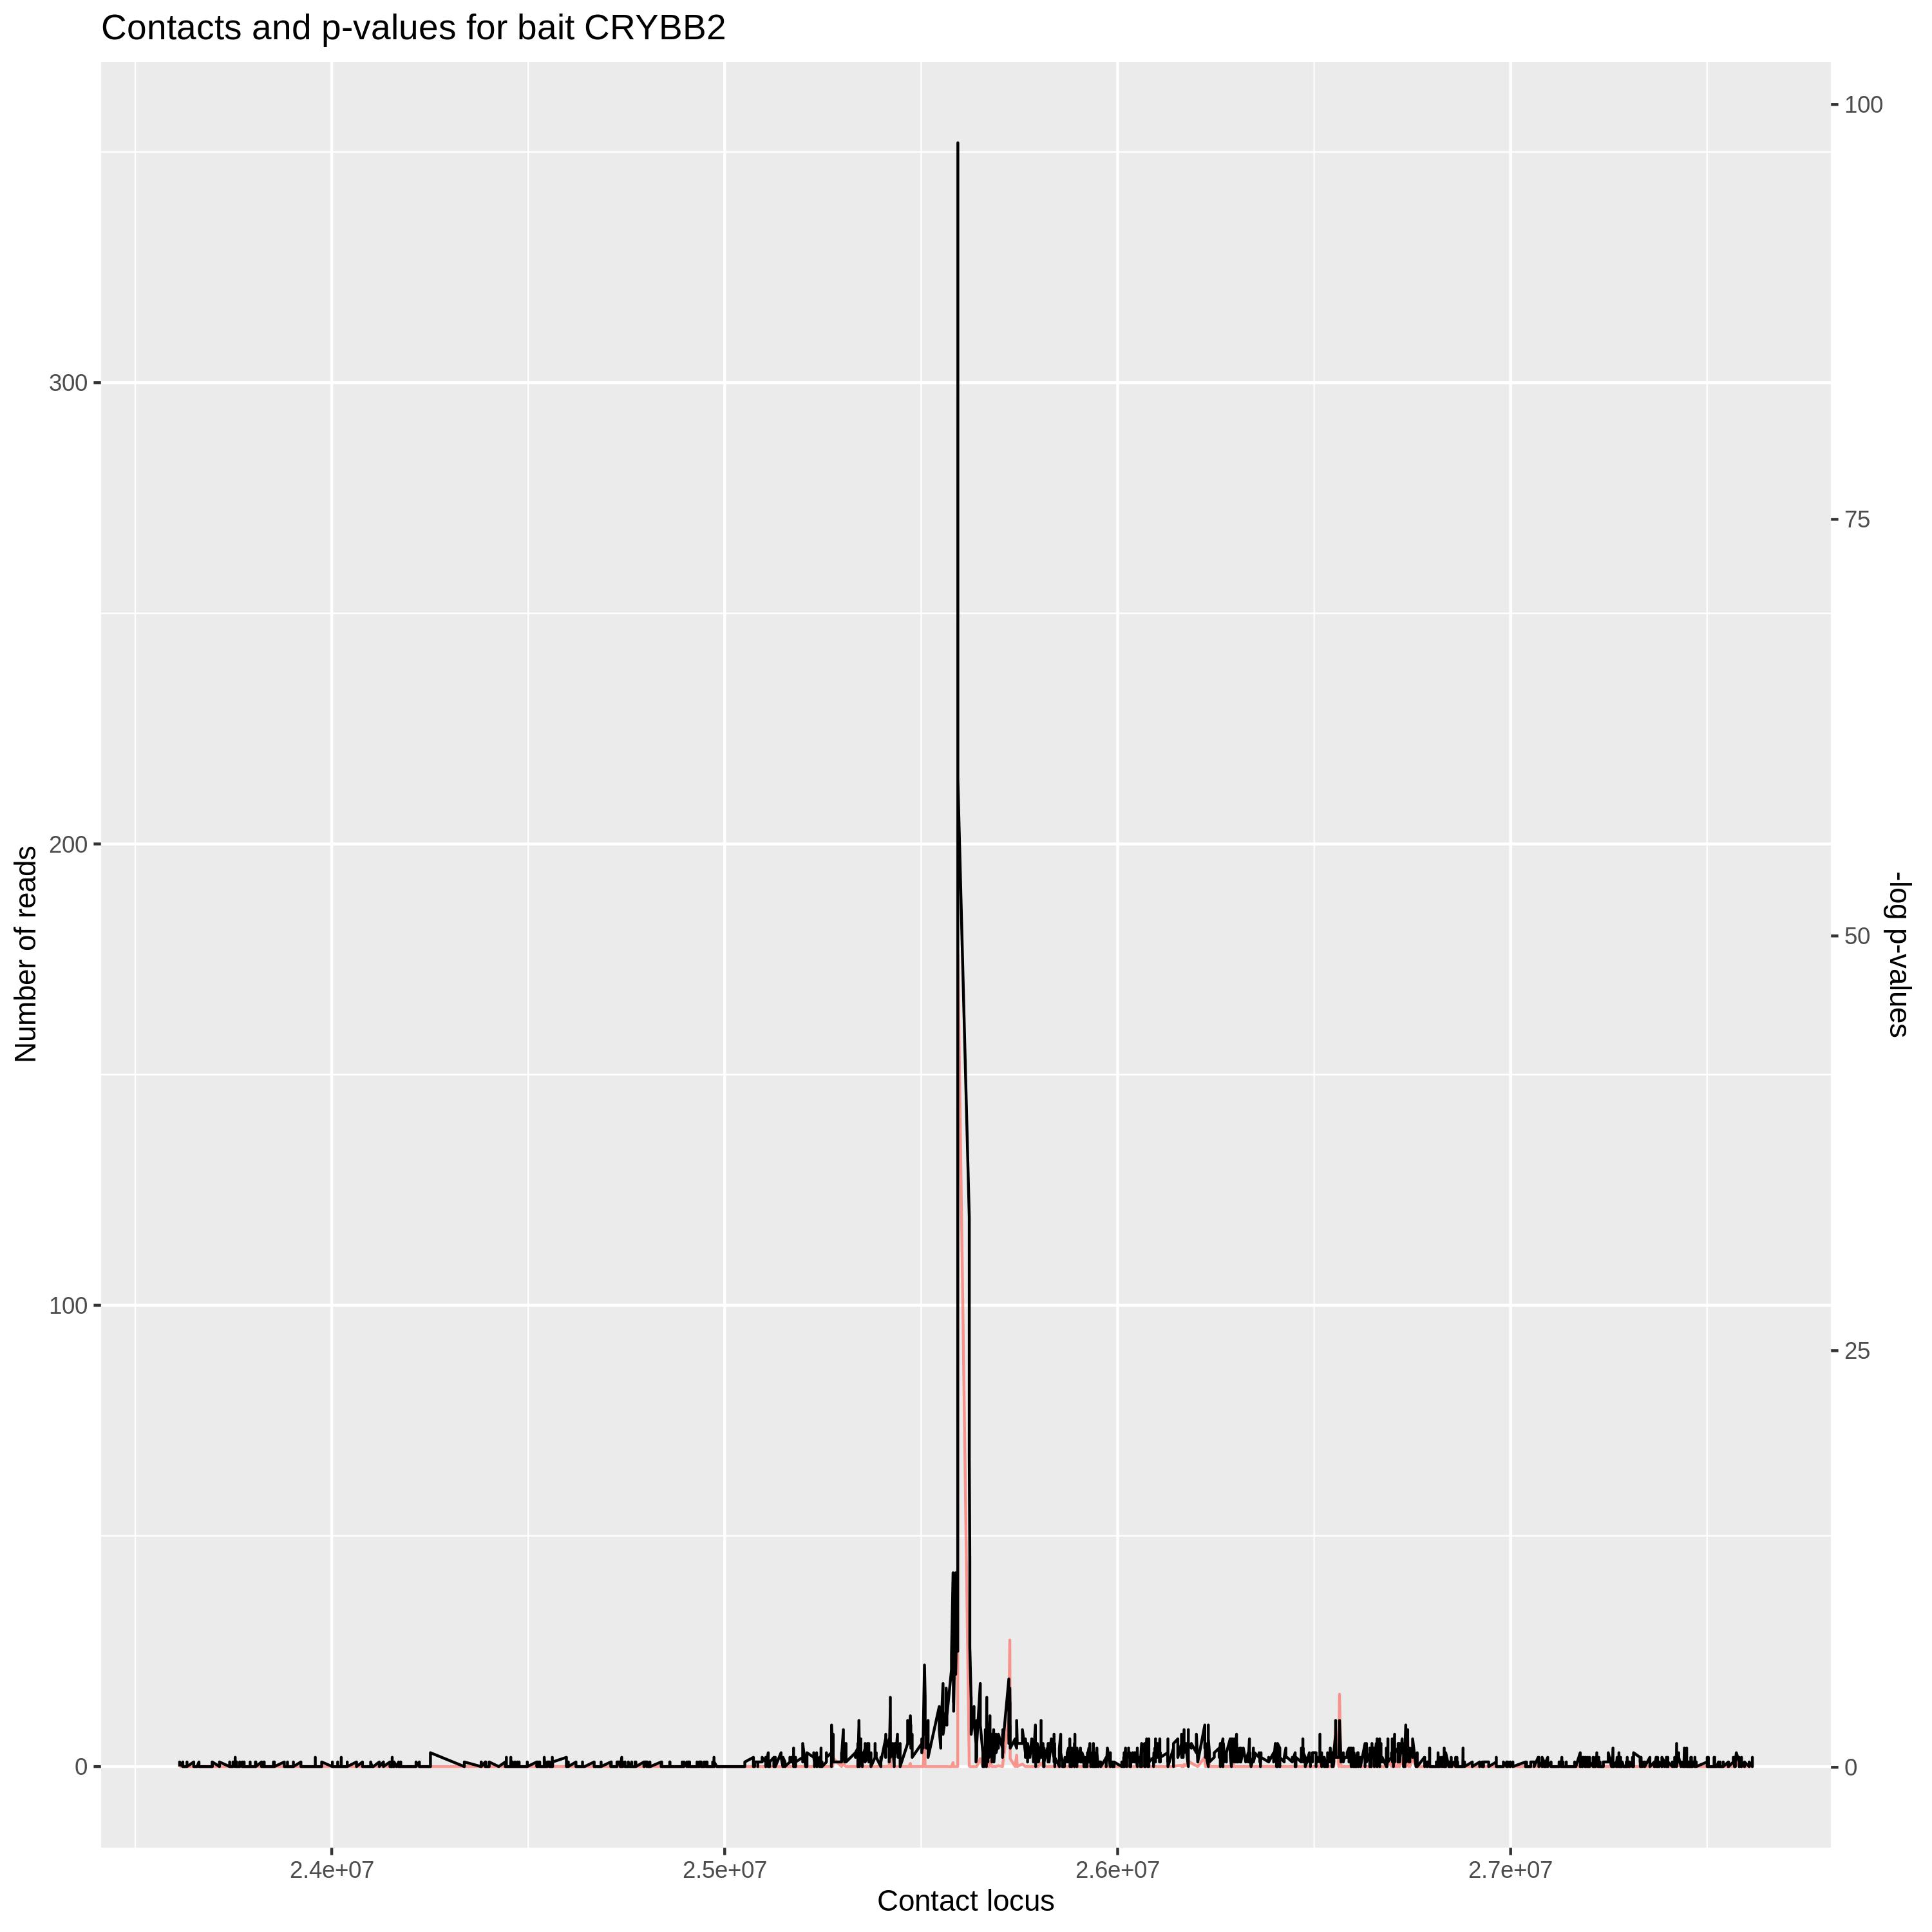 Contacts and p-values for bait CRYBB2
100
75
50
25
0
300
200
100
0
Number of reads
-log p-values
2.4e+07
2.5e+07
2.6e+07
2.7e+07
Contact locus